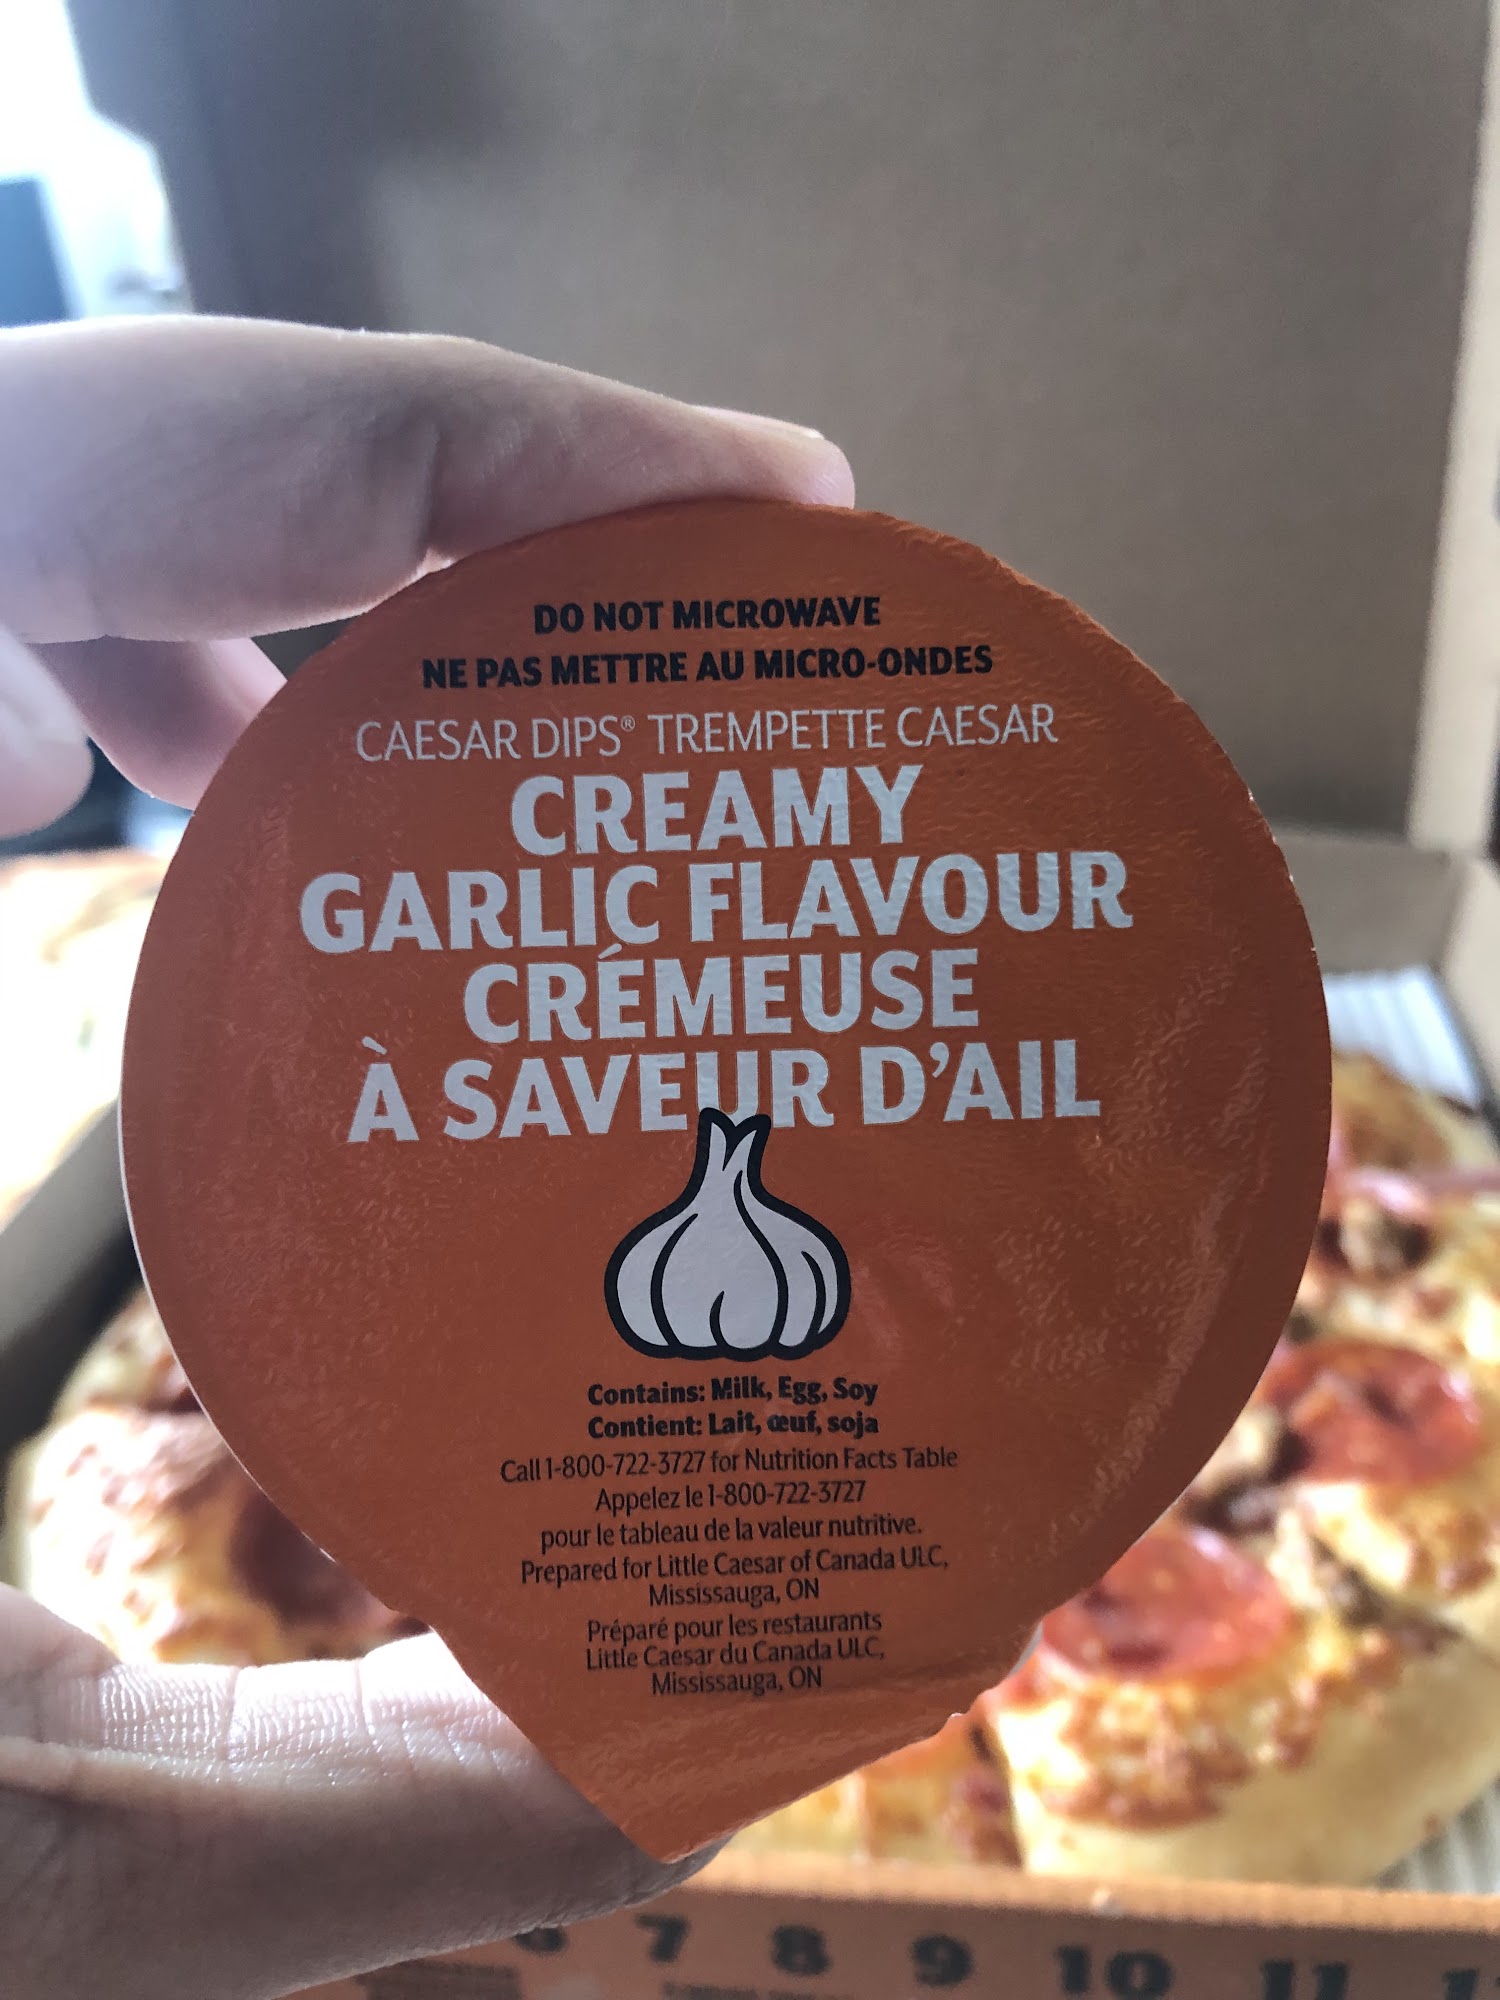 DO NOT MICROWAVE
NE PAS METTRE AU MICRO-ONDES
CAESAR DIPS® TREMPETTE CAESAR
CREAMY
GARLIC FLAVOUR
CRÉMEUSE
À SAVEUR D'AIL
Contains: Milk, Egg, Soy
Contient: Lait, œuf, soja
Call 1-800-722-3727 for Nutrition Facts Table
Appelez le 1-800-722-3727
pour le tableau de la valeur nutritive.
Prepared for Little Caesar of Canada ULC,
Mississauga, ON
Préparé pour les restaurants
Little Caesar du Canada ULC,
Mississauga, ON
7 8 9 10 11